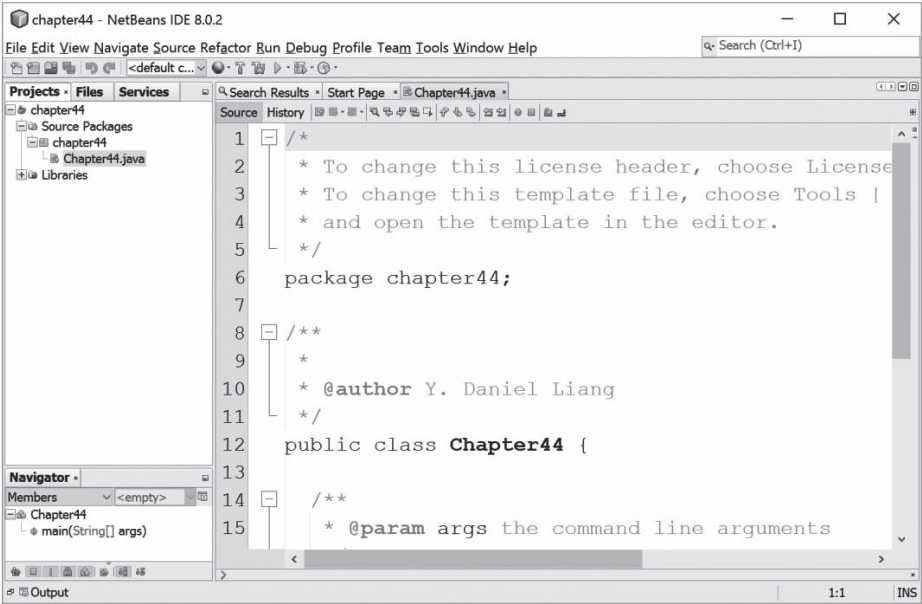 chapter44 - NetBeans IDE 8.0.2
File Edit View Navigate Source Refactor Run Debug Profile Team Tools Window Help
Search (Ctrl+I)
<default c...
Projects Files Services
Search Results Start Page Chapter44.java
chapter44
Source Packages
chapter44
Chapter44.java
Libraries
Source History
1 /*
2 * To change this license header, choose License
3 * To change this template file, choose Tools |
4 * and open the template in the editor.
5 */
6 package chapter44;
7
8 /**
9 *
10 * @author Y. Daniel Liang
11 */
12 public class Chapter44 {
13
14 /**
15 * @param args the command line arguments
Navigator
Members <empty>
Chapter44
main(String[] args)
Output
1:1 INS